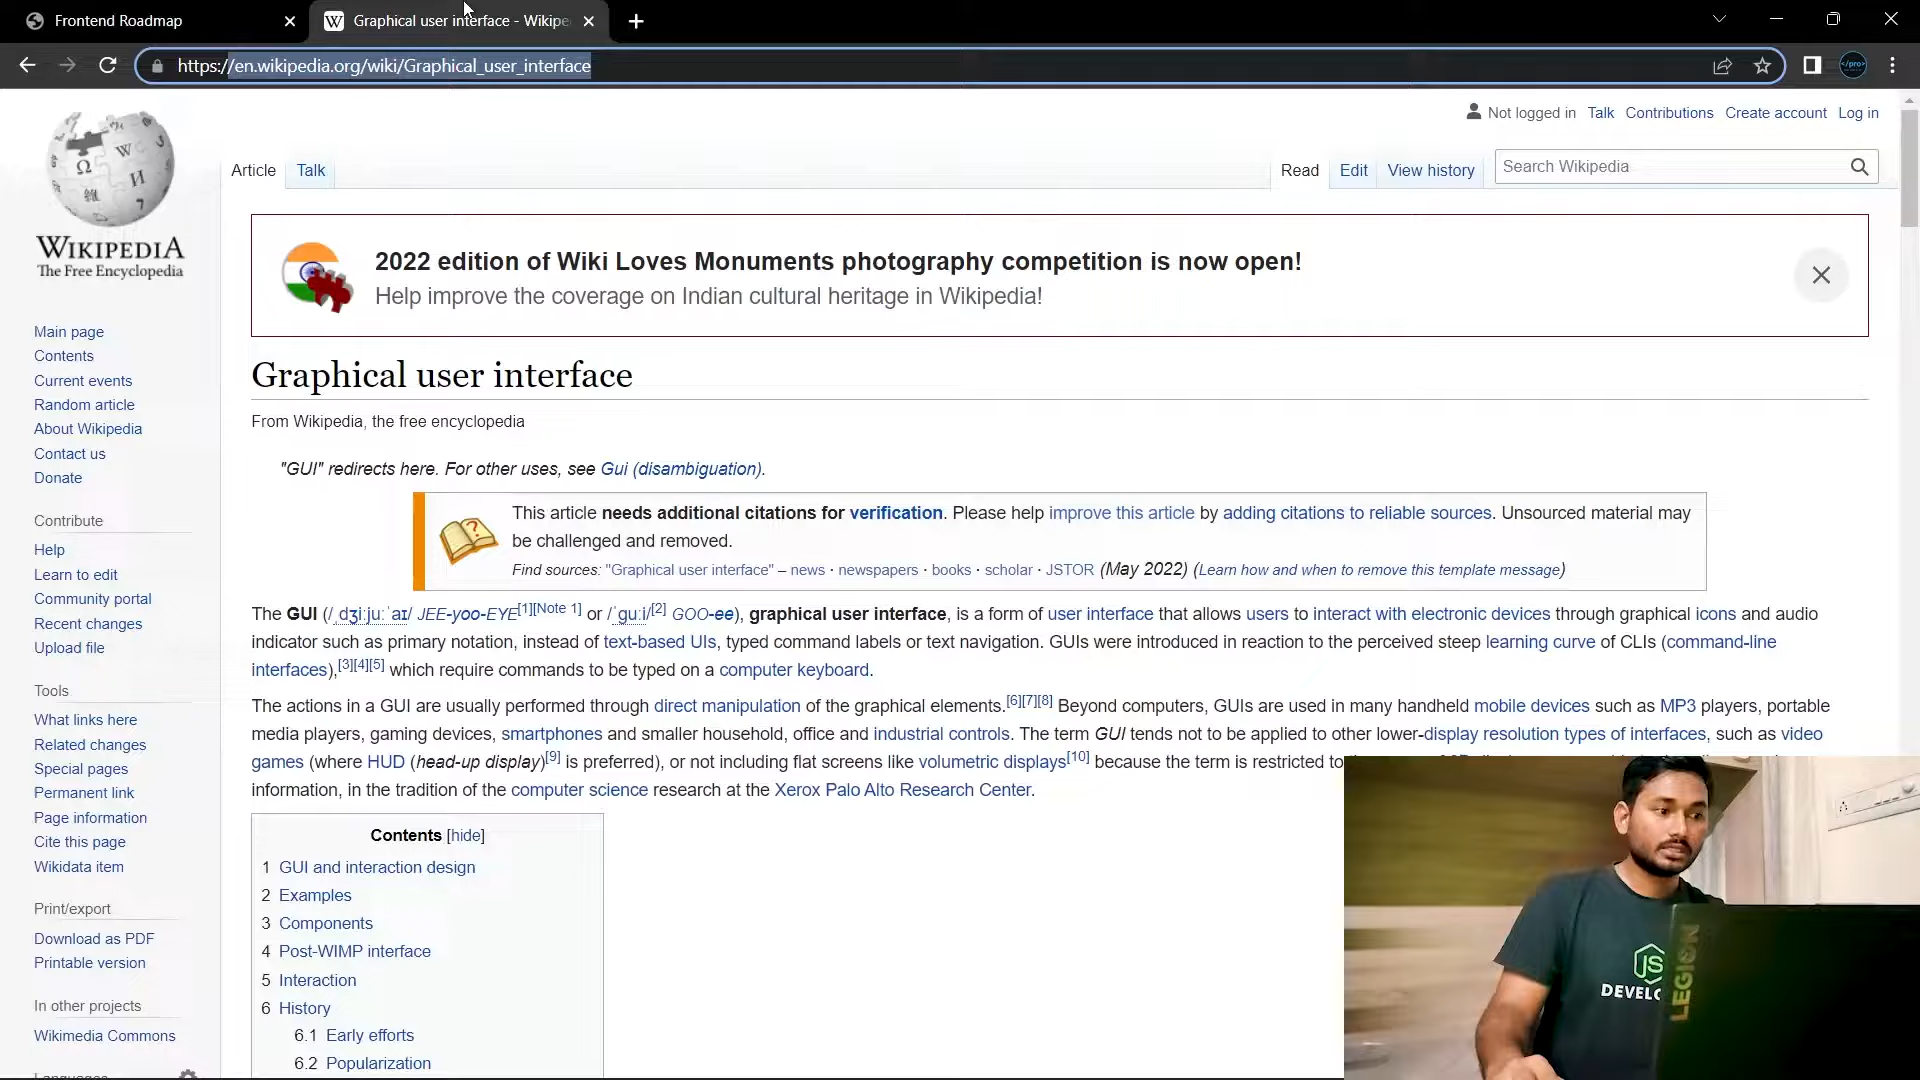 Frontend Roadmap
Graphical user interface - Wikipe
https://en.wikipedia.org/wiki/Graphical_user_interface
</pro>
Not logged in Talk Contributions Create account Log in
Article Talk Read Edit View history Search Wikipedia
WIKIPEDIA
The Free Encyclopedia
2022 edition of Wiki Loves Monuments photography competition is now open!
Help improve the coverage on Indian cultural heritage in Wikipedia!
Main page
Contents
Current events
Random article
About Wikipedia
Contact us
Donate
Contribute
Help
Learn to edit
Community portal
Recent changes
Upload file
Tools
What links here
Related changes
Special pages
Permanent link
Page information
Cite this page
Wikidata item
Print/export
Download as PDF
Printable version
In other projects
Wikimedia Commons
Languages
Graphical user interface
From Wikipedia, the free encyclopedia
"GUI" redirects here. For other uses, see Gui (disambiguation).
This article needs additional citations for verification. Please help improve this article by adding citations to reliable sources. Unsourced material may
be challenged and removed.
Find sources: "Graphical user interface" – news · newspapers · books · scholar · JSTOR (May 2022) (Learn how and when to remove this template message)
The GUI (/ˌdʒiːjuːˈaɪ/ JEE-yoo-EYE[1][Note 1] or /ˈɡuːi/[2] GOO-ee), graphical user interface, is a form of user interface that allows users to interact with electronic devices through graphical icons and audio
indicator such as primary notation, instead of text-based UIs, typed command labels or text navigation. GUIs were introduced in reaction to the perceived steep learning curve of CLIs (command-line
interfaces),[3][4][5] which require commands to be typed on a computer keyboard.
The actions in a GUI are usually performed through direct manipulation of the graphical elements.[6][7][8] Beyond computers, GUIs are used in many handheld mobile devices such as MP3 players, portable
media players, gaming devices, smartphones and smaller household, office and industrial controls. The term GUI tends not to be applied to other lower-display resolution types of interfaces, such as video
games (where HUD (head-up display)[9] is preferred), or not including flat screens like volumetric displays[10] because the term is restricted to
information, in the tradition of the computer science research at the Xerox Palo Alto Research Center.
Contents [hide]
1 GUI and interaction design
2 Examples
3 Components
4 Post-WIMP interface
5 Interaction
6 History
6.1 Early efforts
6.2 Popularization
JS
DEVELO
LEGION